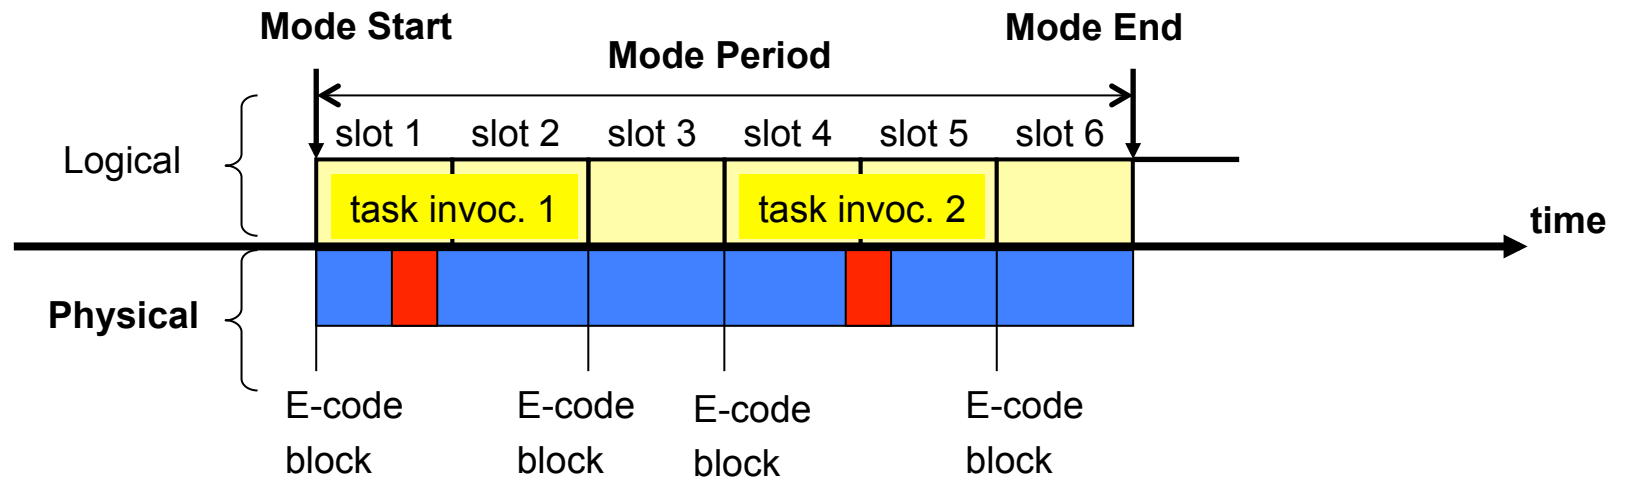 Mode Start
Mode Period
Mode End
slot 1
slot 2
slot 3
slot 4
slot 5
slot 6
Logical
task invoc. 1
task invoc. 2
time
Physical
E-code
block
E-code
block
E-code
block
E-code
block